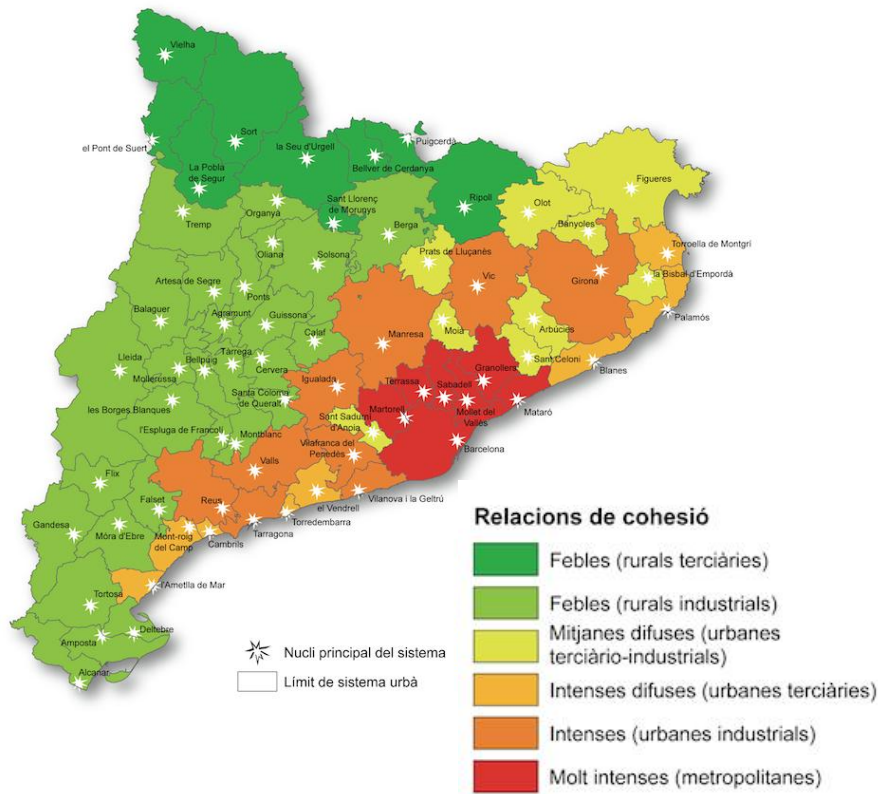 Vielha
el Pont de Suert
Sort
la Seu d'Urgell
Puigcerdà
Bellver de Cerdanya
La Pobla
de Segur
Ripoll
Figueres
Olot
Banyoles
Tremp
Organyà
Sant Llorenç
de Morugys
Berga
Torroella de Montgrí
Oliana
Solsona
Prats de Lluçanès
Vic
Girona
la Bisbal d'Empordà
Artesa de Segre
Ponts
Palamós
Balaguer
Agramunt
Guissona
Calaf
Manresa
Moià
Arbúcies
Lleida
Mollerussa
Bellpuig
Tàrrega
Cervera
Igualada
Terrassa
Sabadell
Granollers
Sant Celoni
Blanes
les Borges Blanques
Santa Coloma
de Queralt
Martorell
Mollet del
Vallès
Mataró
Sant Sadurní
d'Anoia
l'Espluga de Francolí
Montblanc
Vilafranca del
Penedès
Barcelona
Valls
Flix
Falset
Reus
el Vendrell
Vilanova i la Geltrú
Gandesa
Móra d'Ebre
Mont-roig
del Camp
Cambrils
Tarragona
Torredembarra
l'Ametlla de Mar
Tortosa
Amposta
Deltebre
Alcanar
Nucli principal del sistema
Límit de sistema urbà
Relacions de cohesió
Febles (rurals terciàries)
Febles (rurals industrials)
Mitjanes difuses (urbanes
terciàrio-industrials)
Intenses difuses (urbanes terciàries)
Intenses (urbanes industrials)
Molt intenses (metropolitanes)